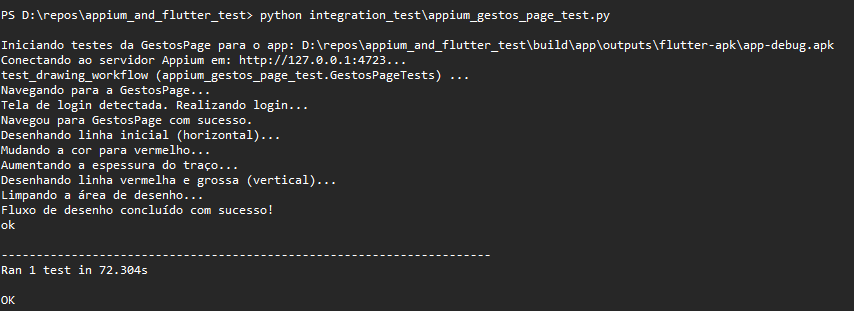 PS D:\repos\appium_and_flutter_test> python integration_test\appium_gestos_page_test.py
Iniciando testes da GestosPage para o app: D:\repos\appium_and_flutter_test\build\app\outputs\flutter-apk\app-debug.apk
Conectando ao servidor Appium em: http://127.0.0.1:4723...
test_drawing_workflow (appium_gestos_page_test.GestosPageTests) ...
Navegando para a GestosPage...
Tela de login detectada. Realizando login...
Navegou para GestosPage com sucesso.
Desenhando linha inicial (horizontal)...
Mudando a cor para vermelho...
Aumentando a espessura do traço...
Desenhando linha vermelha e grossa (vertical)...
Limpando a área de desenho...
Fluxo de desenho concluído com sucesso!
ok
----------------------------------------------------------------------
Ran 1 test in 72.304s
OK